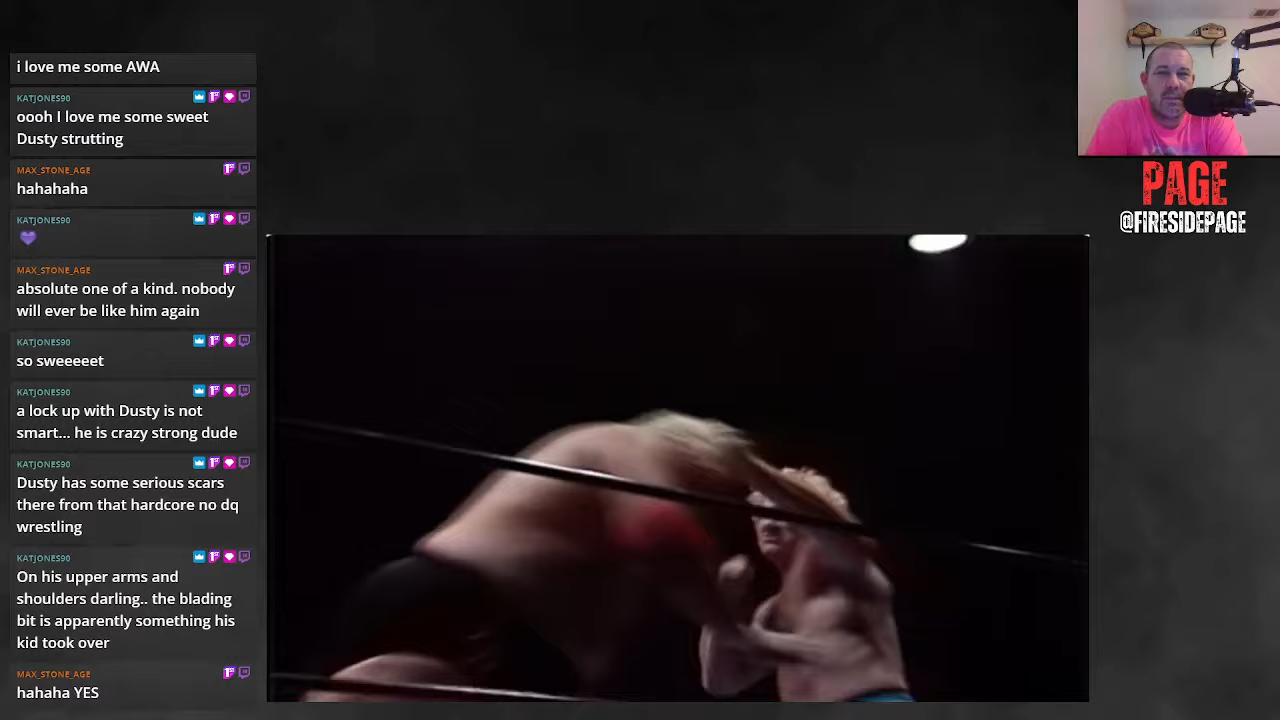 i love me some AWA
KATJONES90
oooh I love me some sweet
Dusty strutting
MAX_STONE_AGE
hahahaha
KATJONES90
MAX_STONE_AGE
absolute one of a kind. nobody
will ever be like him again
KATJONES90
so sweeeeet
KATJONES90
a lock up with Dusty is not
smart... he is crazy strong dude
KATJONES90
Dusty has some serious scars
there from that hardcore no dq
wrestling
KATJONES90
On his upper arms and
shoulders darling.. the blading
bit is apparently something his
kid took over
MAX_STONE_AGE
hahaha YES
PAGE
@FIRESIDEPAGE